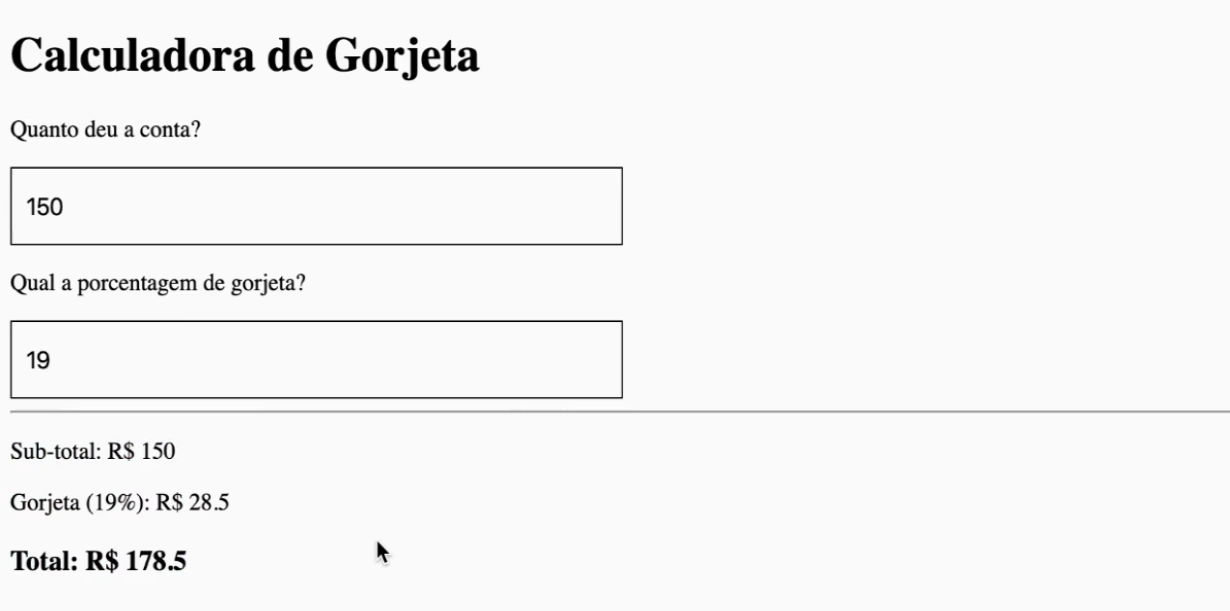 Calculadora de Gorjeta
Quanto deu a conta?
150
Qual a porcentagem de gorjeta?
19
Sub-total: R$ 150
Gorjeta (19%): R$ 28.5
Total: R$ 178.5